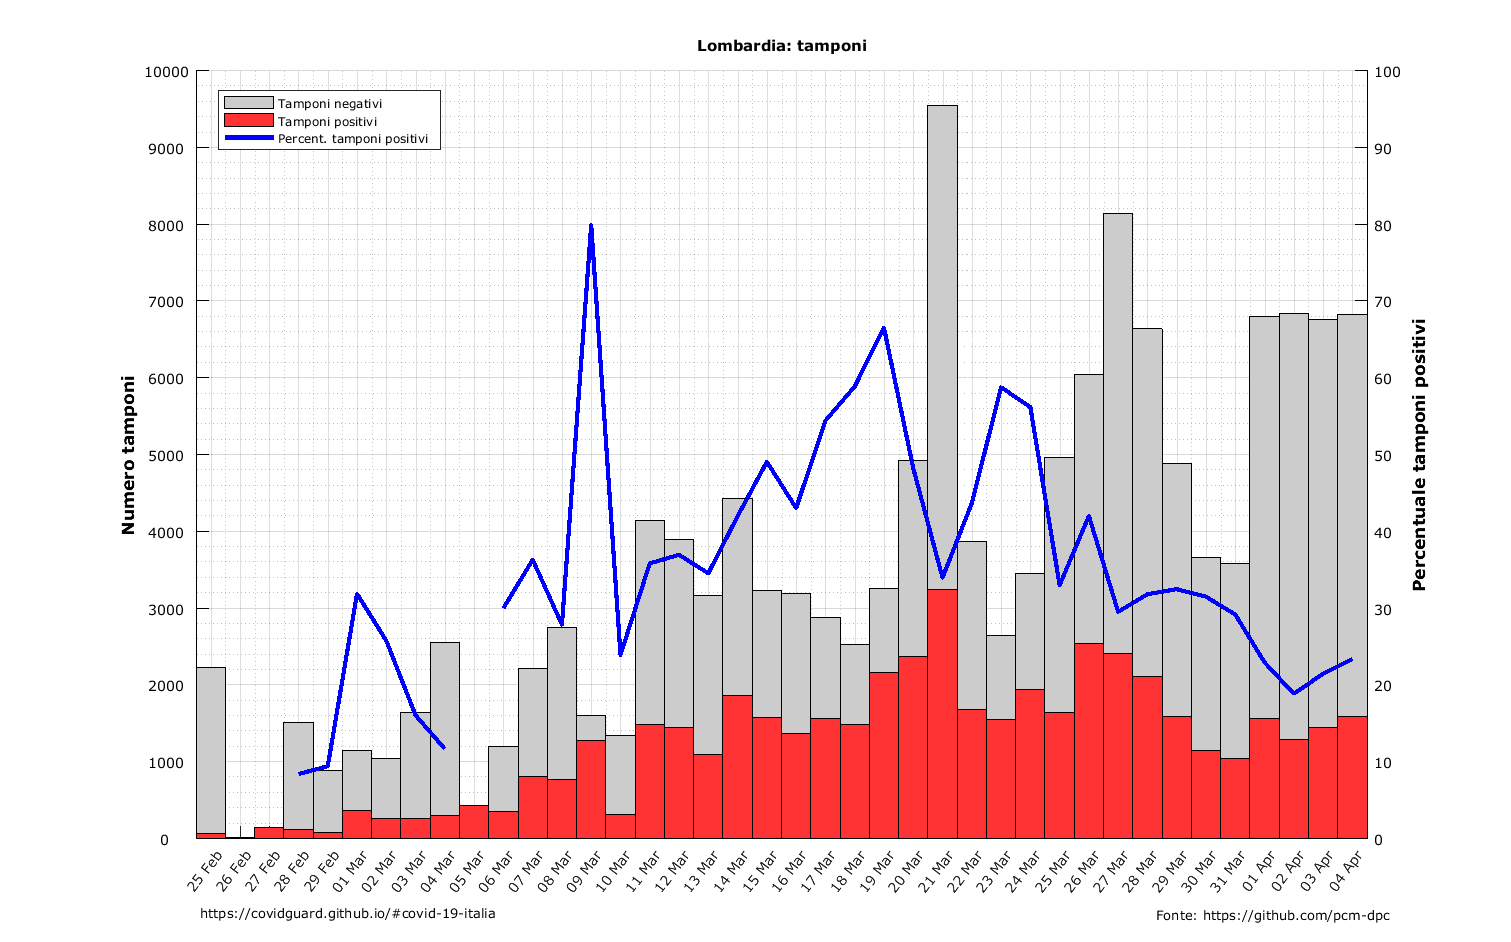 Lombardia: tamponi
Tamponi negativi
Tamponi positivi
Percent. tamponi positivi
Numero tamponi
10000
9000
8000
7000
6000
5000
4000
3000
2000
1000
0
Percentuale tamponi positivi
100
90
80
70
60
50
40
30
20
10
0
25 Feb
26 Feb
27 Feb
28 Feb
29 Feb
01 Mar
02 Mar
03 Mar
04 Mar
05 Mar
06 Mar
07 Mar
08 Mar
09 Mar
10 Mar
11 Mar
12 Mar
13 Mar
14 Mar
15 Mar
16 Mar
17 Mar
18 Mar
19 Mar
20 Mar
21 Mar
22 Mar
23 Mar
24 Mar
25 Mar
26 Mar
27 Mar
28 Mar
29 Mar
30 Mar
31 Mar
01 Apr
02 Apr
03 Apr
04 Apr
https://covidguard.github.io/#covid-19-italia
Fonte: https://github.com/pcm-dpc